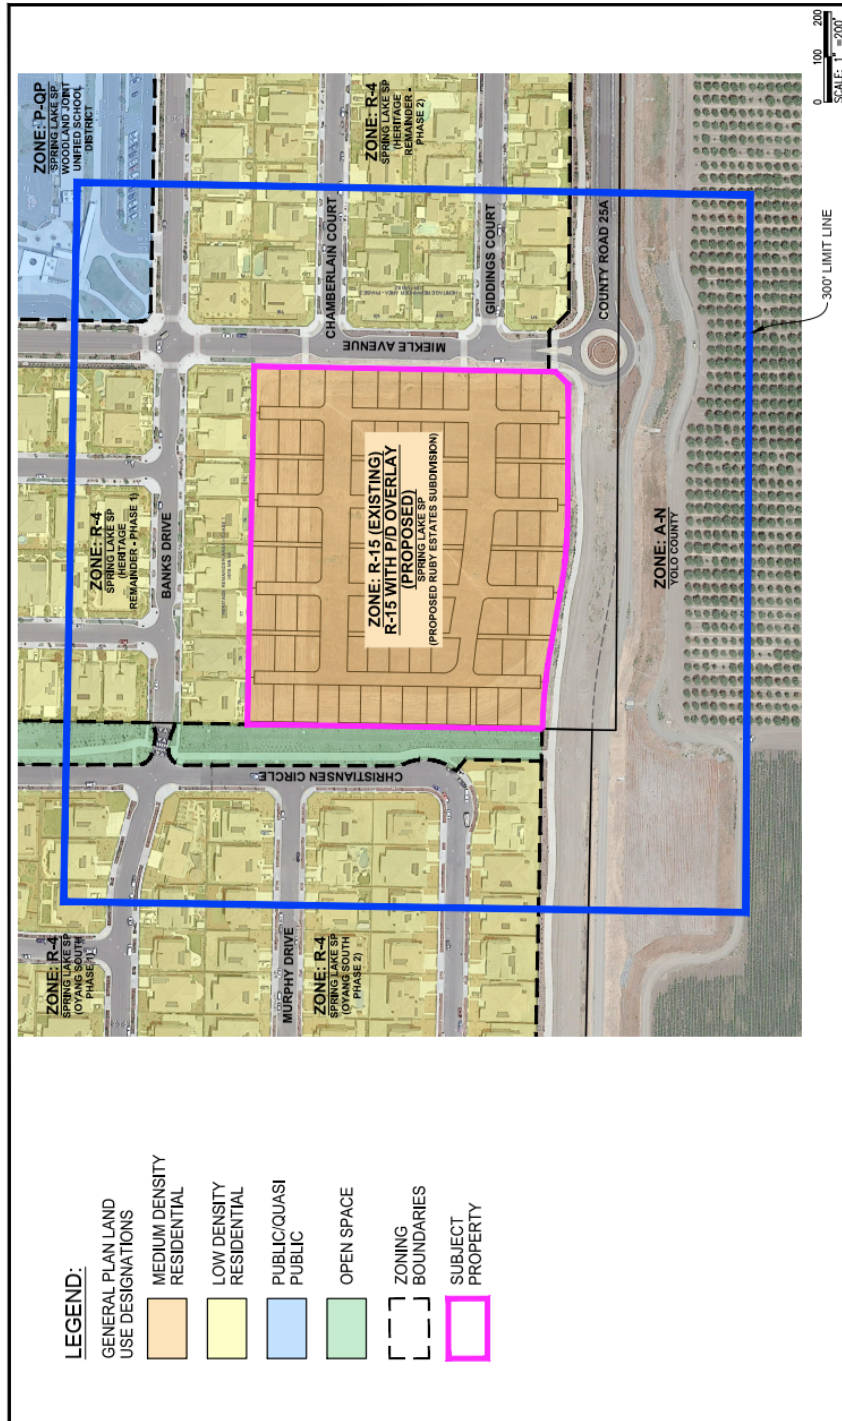 LEGEND:
GENERAL PLAN LAND
USE DESIGNATIONS
MEDIUM DENSITY
RESIDENTIAL
LOW DENSITY
RESIDENTIAL
PUBLIC/QUASI
PUBLIC
OPEN SPACE
ZONING
BOUNDARIES
SUBJECT
PROPERTY
ZONE: R-4
SPRING LAKE SP
(OYANG SOUTH
PHASE 1)
MURPHY DRIVE
ZONE: R-4
SPRING LAKE SP
(OYANG SOUTH
PHASE 2)
CHRISTIANSEN CIRCLE
ZONE: R-4
SPRING LAKE SP
(HERITAGE
REMAINDER - PHASE 1)
BANKS DRIVE
ZONE: R-15 (EXISTING)
R-15 WITH P/D OVERLAY
(PROPOSED)
SPRING LAKE SP
(PROPOSED RUBY ESTATES SUBDIVISION)
ZONE: A-N
YOLO COUNTY
MIEKLE AVENUE
ZONE: P-QP
SPRING LAKE SP
WOODLAND JOINT
UNIFIED SCHOOL
DISTRICT
CHAMBERLAIN COURT
ZONE: R-4
SPRING LAKE SP
(HERITAGE
REMAINDER -
PHASE 2)
GIDDINGS COURT
COUNTY ROAD 25A
300' LIMIT LINE
0 100 200
SCALE: 1" =200'